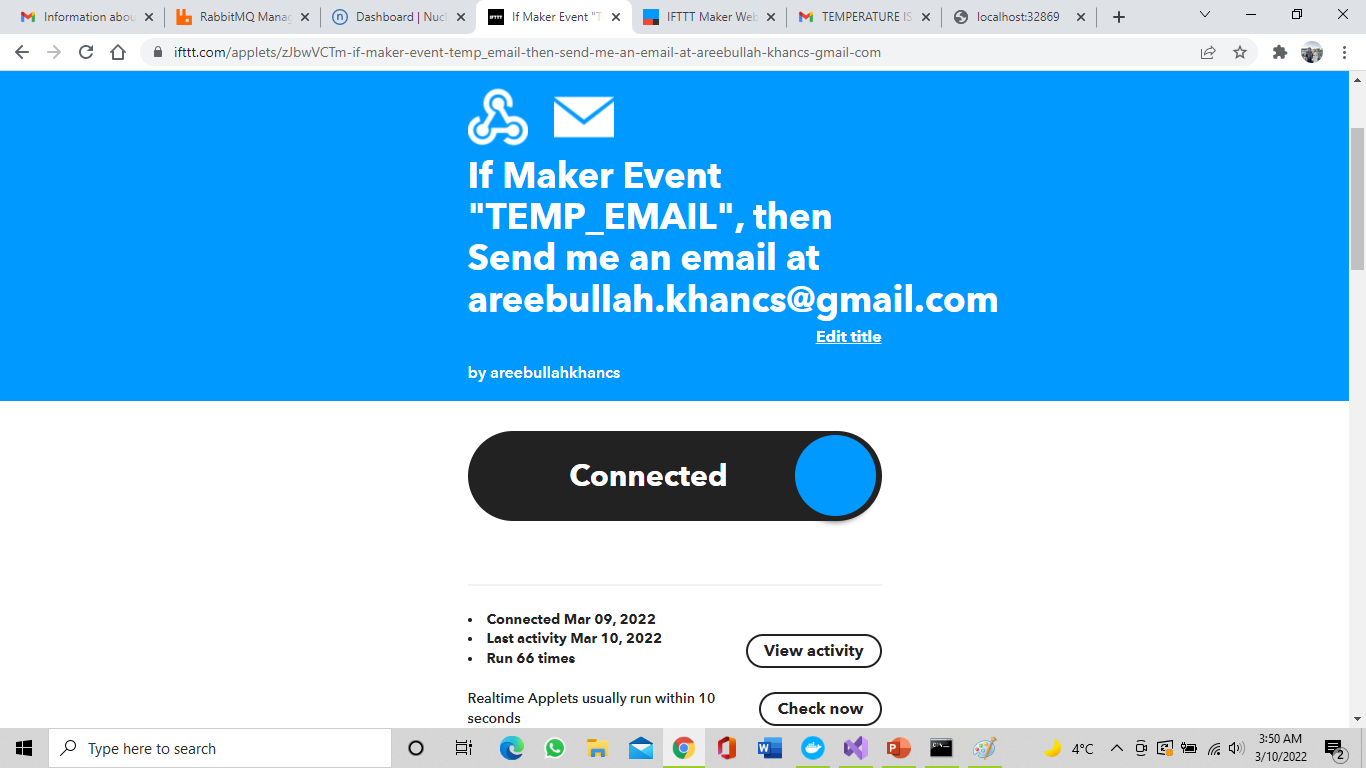 Information abou
RabbitMQ Manag
Dashboard | Nucl
IFTTT
If Maker Event "T
IFTTT Maker Web
TEMPERATURE IS
localhost:32869
ifttt.com/applets/zJbwVCTm-if-maker-event-temp_email-then-send-me-an-email-at-areebullah-khancs-gmail-com
If Maker Event
"TEMP_EMAIL", then
Send me an email at
areebullah.khancs@gmail.com
Edit title
by areebullahkhancs
Connected
Connected Mar 09, 2022
Last activity Mar 10, 2022
Run 66 times
View activity
Realtime Applets usually run within 10
seconds
Check now
Type here to search
4°C
3:50 AM
3/10/2022
2